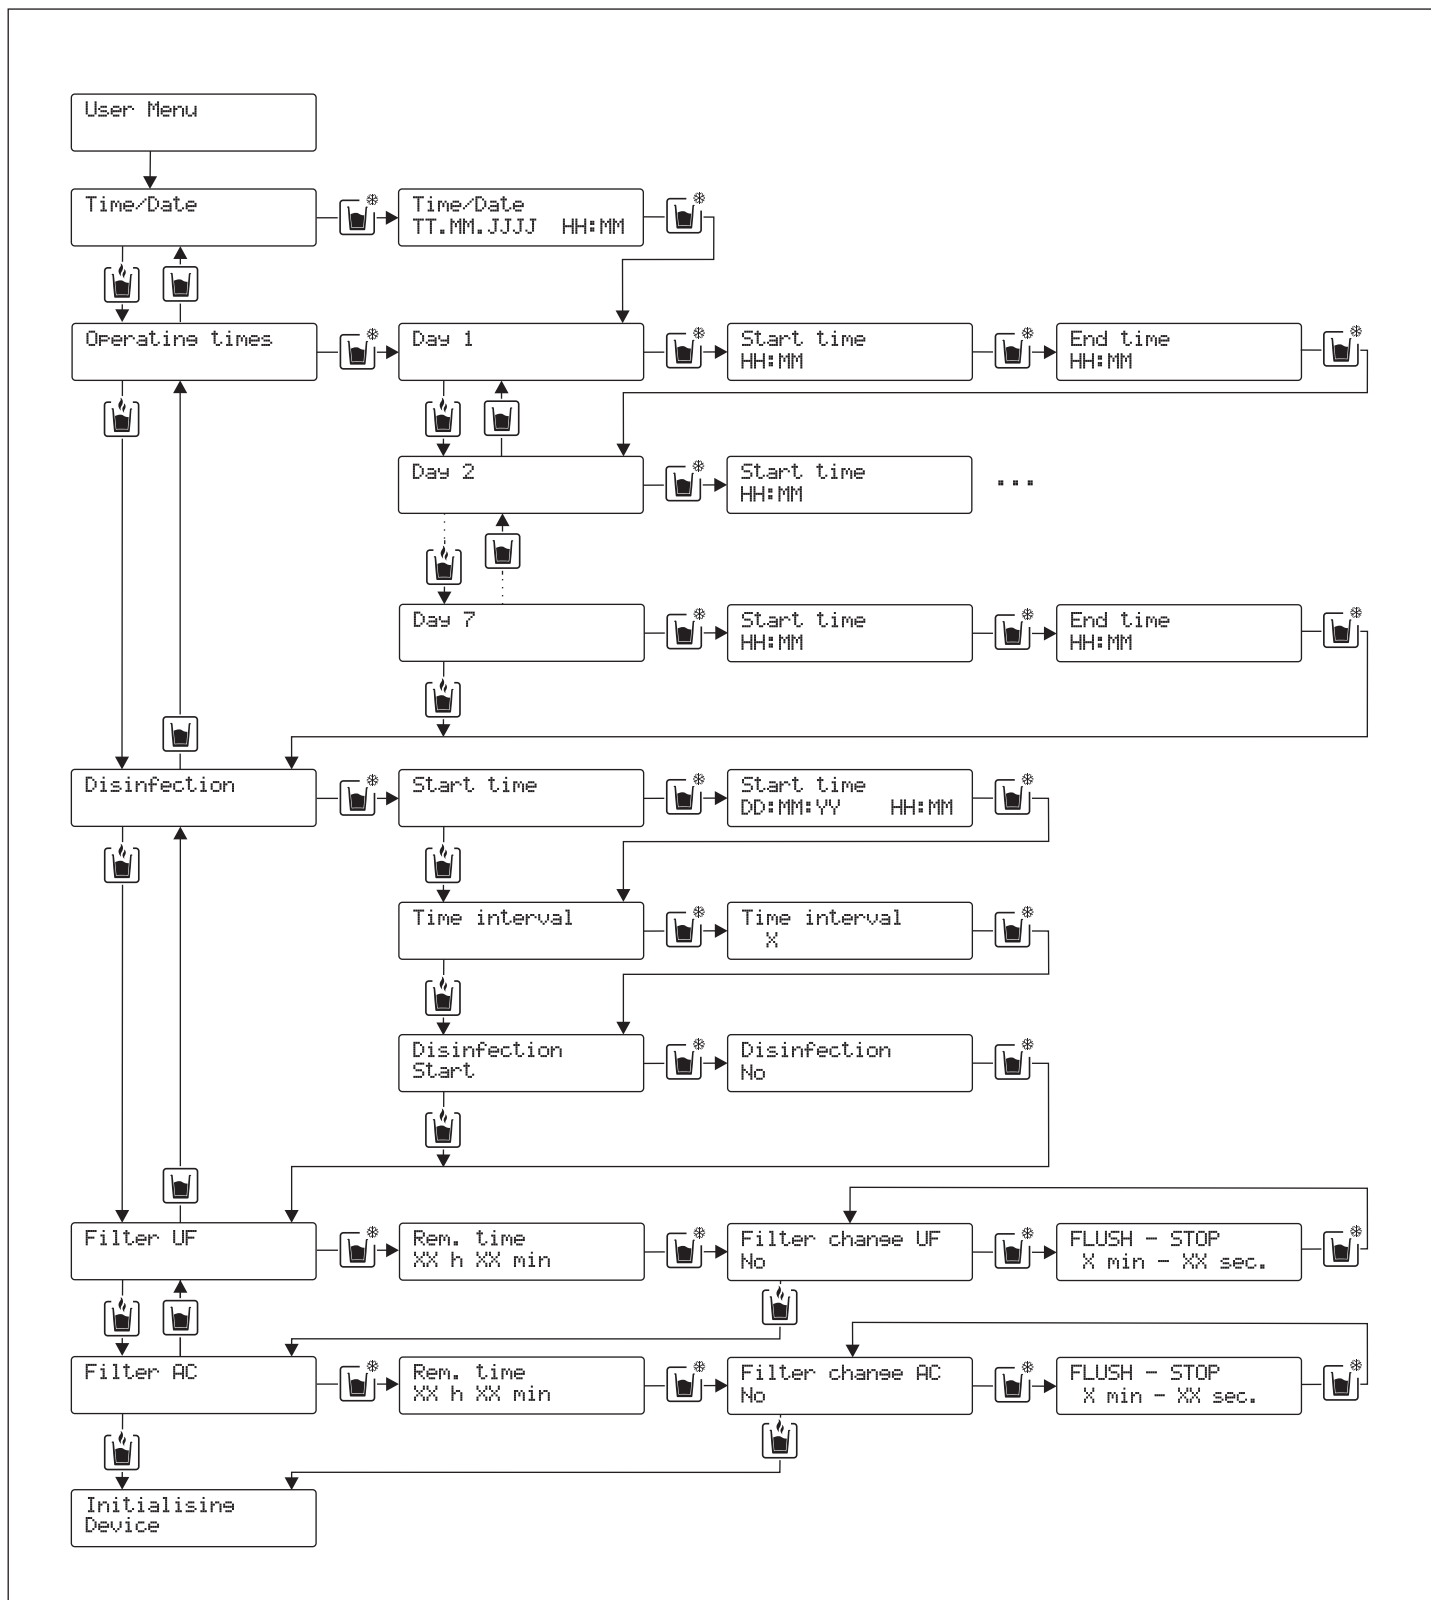 User Menu
Time/Date
Time/Date
TT.MM.JJJJ HH:MM
Operating times
Day 1
Start time
HH:MM
End time
HH:MM
Day 2
Start time
HH:MM
...
Day 7
Start time
HH:MM
End time
HH:MM
Disinfection
Start time
Start time
DD:MM:YY HH:MM
Time interval
Time interval
X
Disinfection
Start
Disinfection
No
Filter UF
Rem. time
XX h XX min
Filter change UF
No
FLUSH - STOP
X min - XX sec.
Filter AC
Rem. time
XX h XX min
Filter change AC
No
FLUSH - STOP
X min - XX sec.
Initialising
Device